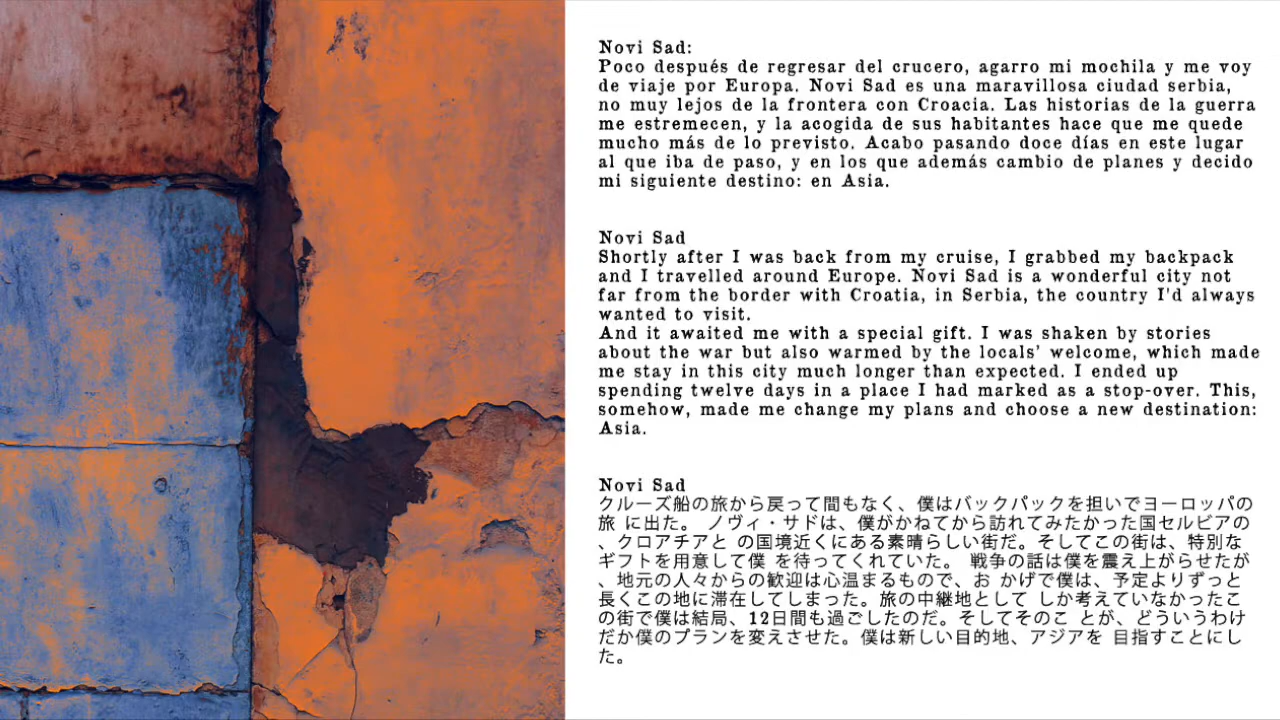 Novi Sad:
Poco después de regresar del crucero, agarro mi mochila y me voy
de viaje por Europa. Novi Sad es una maravillosa ciudad serbia,
no muy lejos de la frontera con Croacia. Las historias de la guerra
me estremecen, y la acogida de sus habitantes hace que me quede
mucho más de lo previsto. Acabo pasando doce días en este lugar
al que iba de paso, y en los que además cambio de planes y decido
mi siguiente destino: en Asia.
Novi Sad
Shortly after I was back from my cruise, I grabbed my backpack
and I travelled around Europe. Novi Sad is a wonderful city not
far from the border with Croatia, in Serbia, the country I'd always
wanted to visit.
And it awaited me with a special gift. I was shaken by stories
about the war but also warmed by the locals' welcome, which made
me stay in this city much longer than expected. I ended up
spending twelve days in a place I had marked as a stop-over. This,
somehow, made me change my plans and choose a new destination:
Asia.
Novi Sad
クルーズ船の旅から戻って間もなく、僕はバックパックを担いでヨーロッパの
旅 に出た。 ノヴィ・サドは、僕がかねてから訪れてみたかった国セルビアの
、クロアチアと の国境近くにある素晴らしい街だ。そしてこの街は、特別な
ギフトを用意して僕 を待ってくれていた。 戦争の話は僕を震え上がらせたが
、地元の人々からの歓迎は心温まるもので、お かげで僕は、予定よりずっと
長くこの地に滞在してしまった。旅の中継地として しか考えていなかったこ
の街で僕は結局、12日間も過ごしたのだ。そしてそのこ とが、どういうわけ
だか僕のプランを変えさせた。僕は新しい目的地、アジアを 目指すことにし
た。